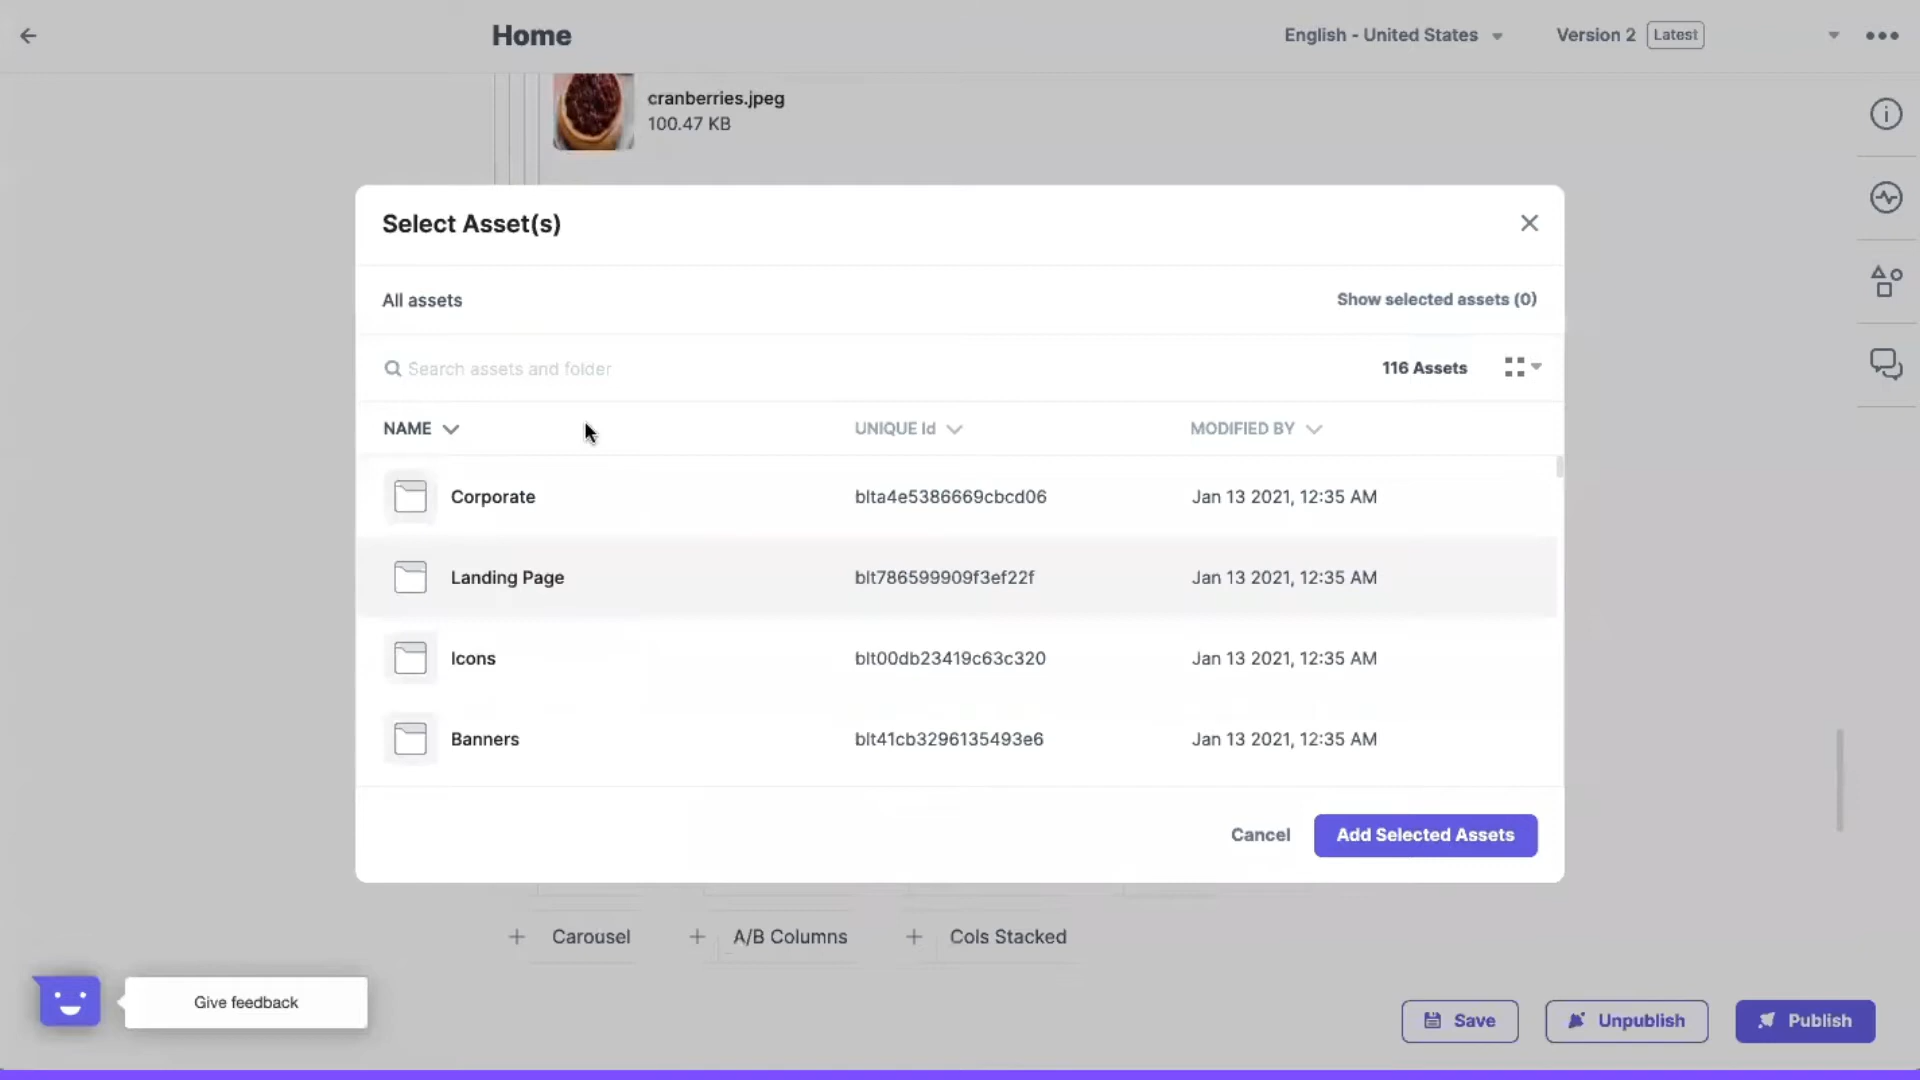 Home
English - United States
Version 2 Latest
cranberries.jpeg
100.47 KB
Select Asset(s)
All assets
Show selected assets (0)
Search assets and folder
116 Assets
NAME UNIQUE Id MODIFIED BY
Corporate blta4e5386669cbcd06 Jan 13 2021, 12:35 AM
Landing Page blt786599909f3ef22f Jan 13 2021, 12:35 AM
Icons blt00db23419c63c320 Jan 13 2021, 12:35 AM
Banners blt41cb3296135493e6 Jan 13 2021, 12:35 AM
Cancel Add Selected Assets
+ Carousel + A/B Columns + Cols Stacked
Give feedback
Save Unpublish Publish